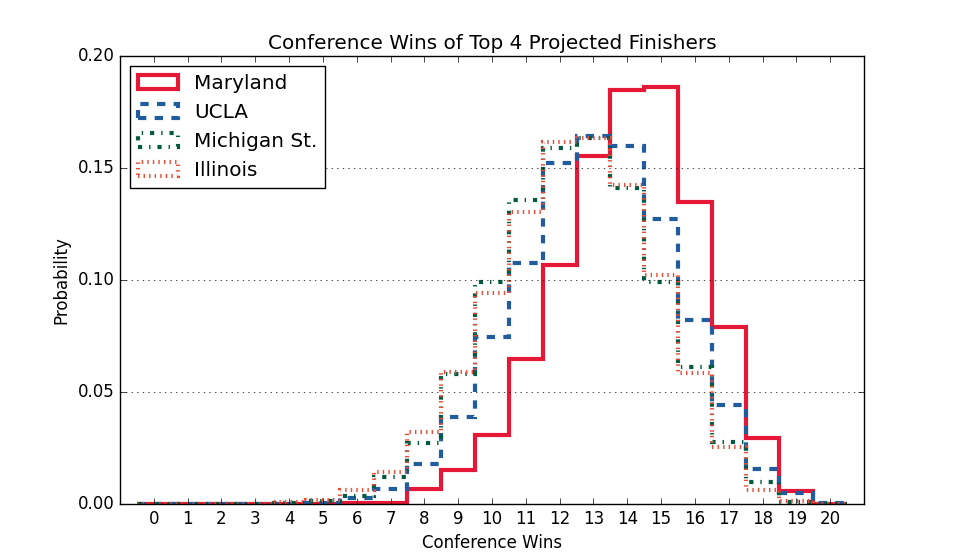 Conference Wins of Top 4 Projected Finishers
0.20
0.15
0.10
0.05
0.00
Probability
Maryland
UCLA
Michigan St.
Illinois
0 1 2 3 4 5 6 7 8 9 10 11 12 13 14 15 16 17 18 19 20
Conference Wins